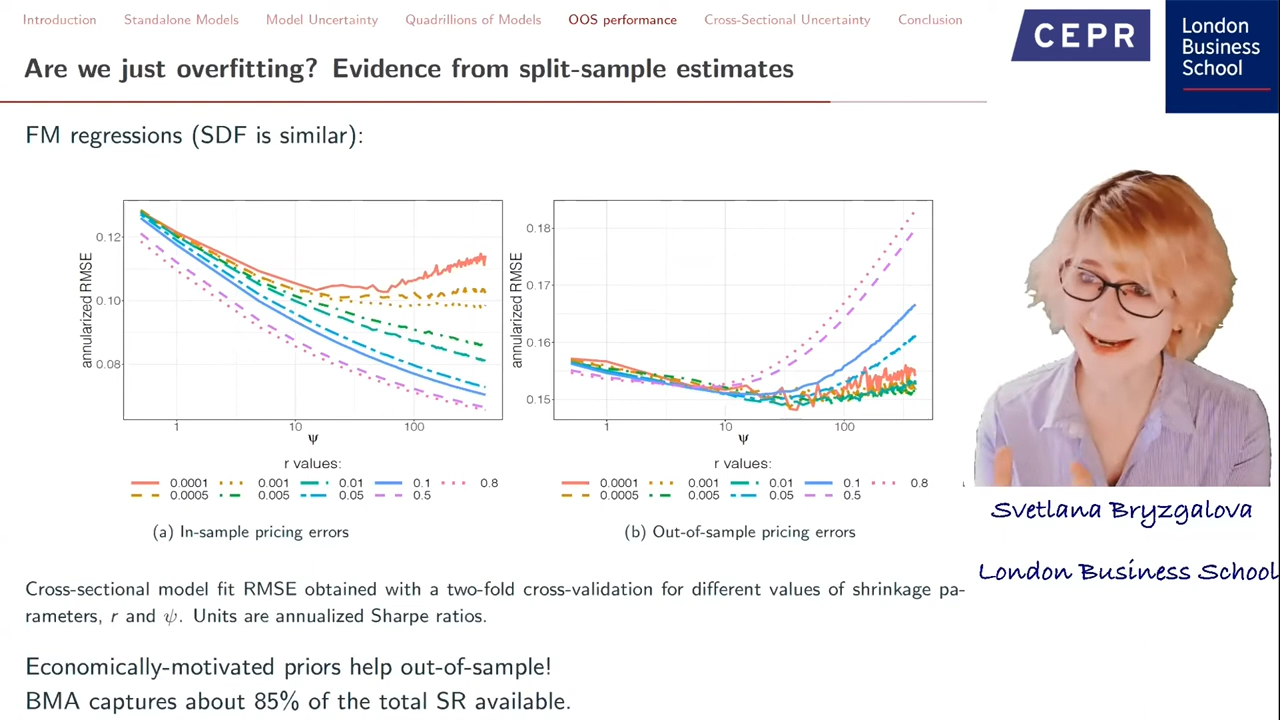 Introduction Standalone Models Model Uncertainty Quadrillions of Models OOS performance Cross-Sectional Uncertainty Conclusion
CEPR
London
Business
School
Are we just overfitting? Evidence from split-sample estimates
FM regressions (SDF is similar):
0.12
0.10
0.08
annularized RMSE
1 10 100
ψ
r values:
0.0001 0.001 0.01 0.1 0.8
0.0005 0.005 0.05 0.5
(a) In-sample pricing errors
0.18
0.17
0.16
0.15
annularized RMSE
1 10 100
ψ
r values:
0.0001 0.001 0.01 0.1 0.8
0.0005 0.005 0.05 0.5
(b) Out-of-sample pricing errors
Svetlana Bryzgalova
London Business School
Cross-sectional model fit RMSE obtained with a two-fold cross-validation for different values of shrinkage pa-
rameters, r and ψ. Units are annualized Sharpe ratios.
Economically-motivated priors help out-of-sample!
BMA captures about 85% of the total SR available.